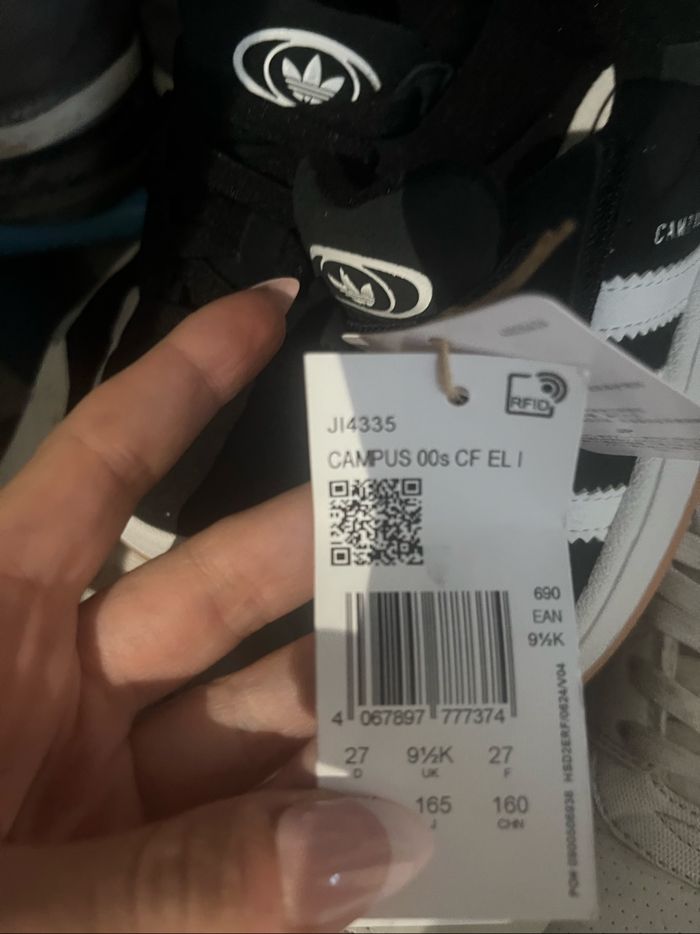 RFID
JI4335
CAMPUS 00s CF EL I
690
EAN
9½K
4 067897 777374
27 9½K 27
D UK F
165 160
J CHN